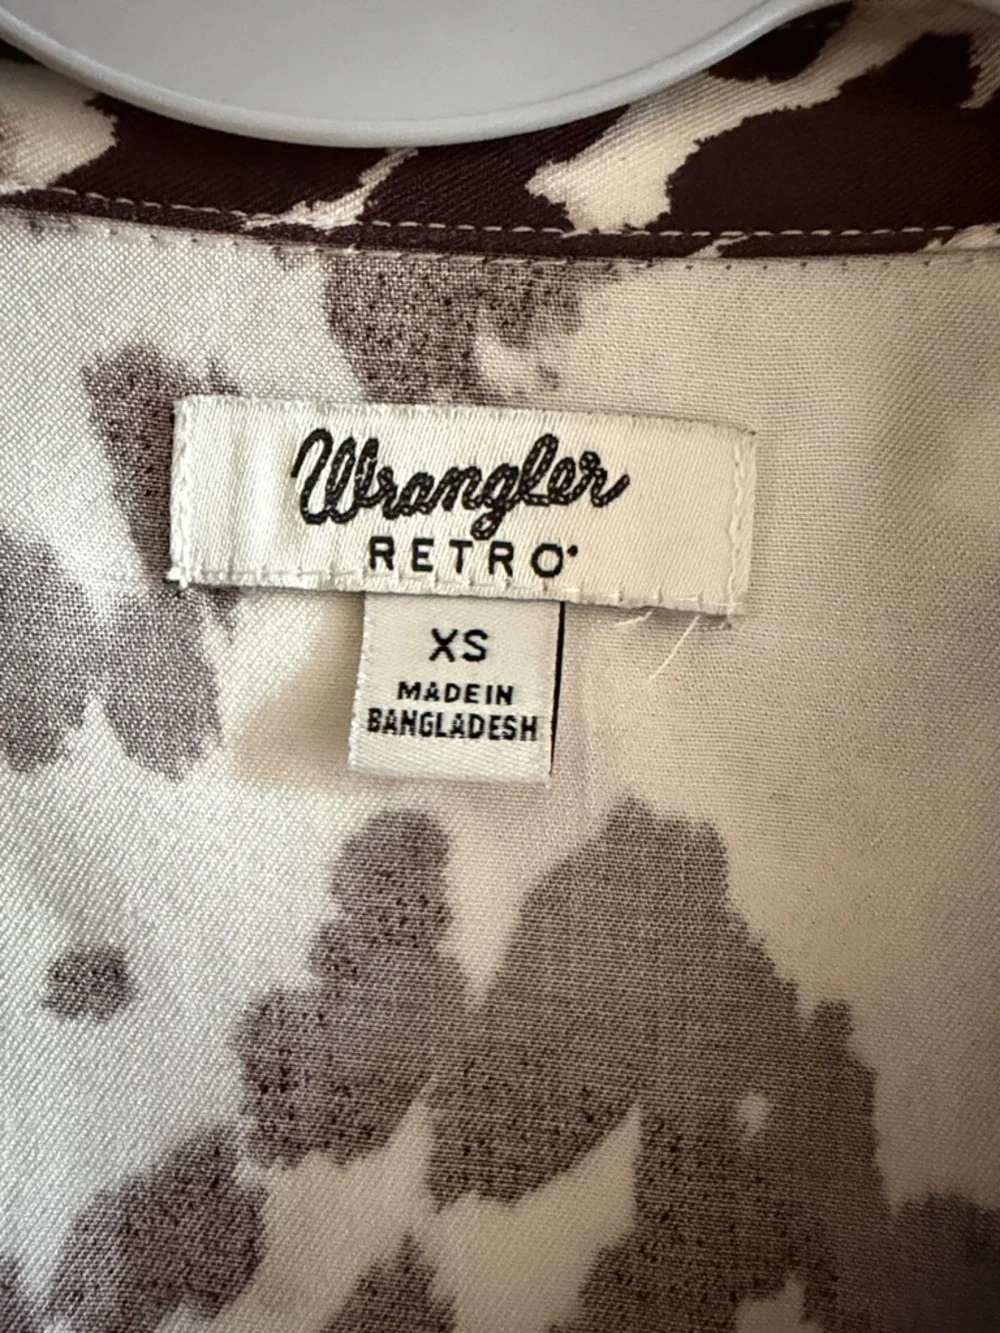 Wrangler
RETRO
XS
MADE IN
BANGLADESH